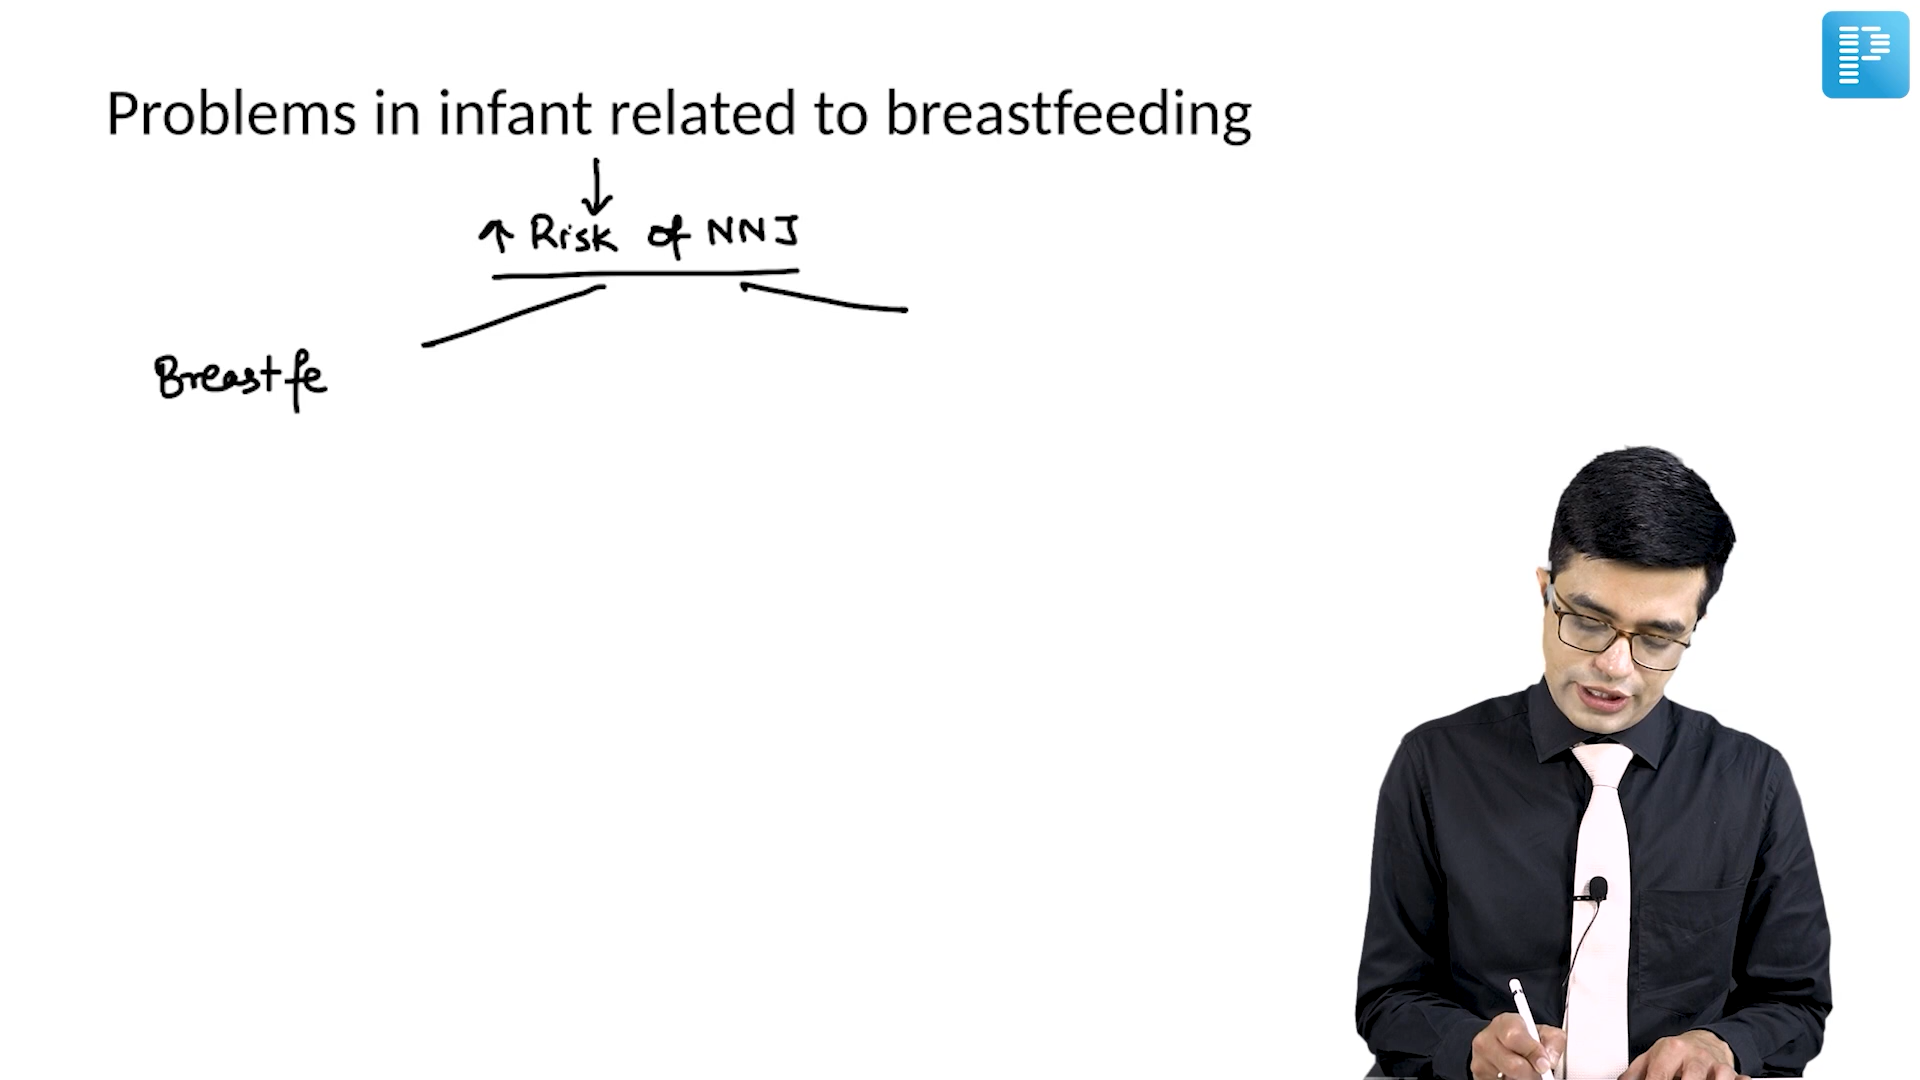 Problems in infant related to breastfeeding
↑ Risk of NNJ
Breastfe